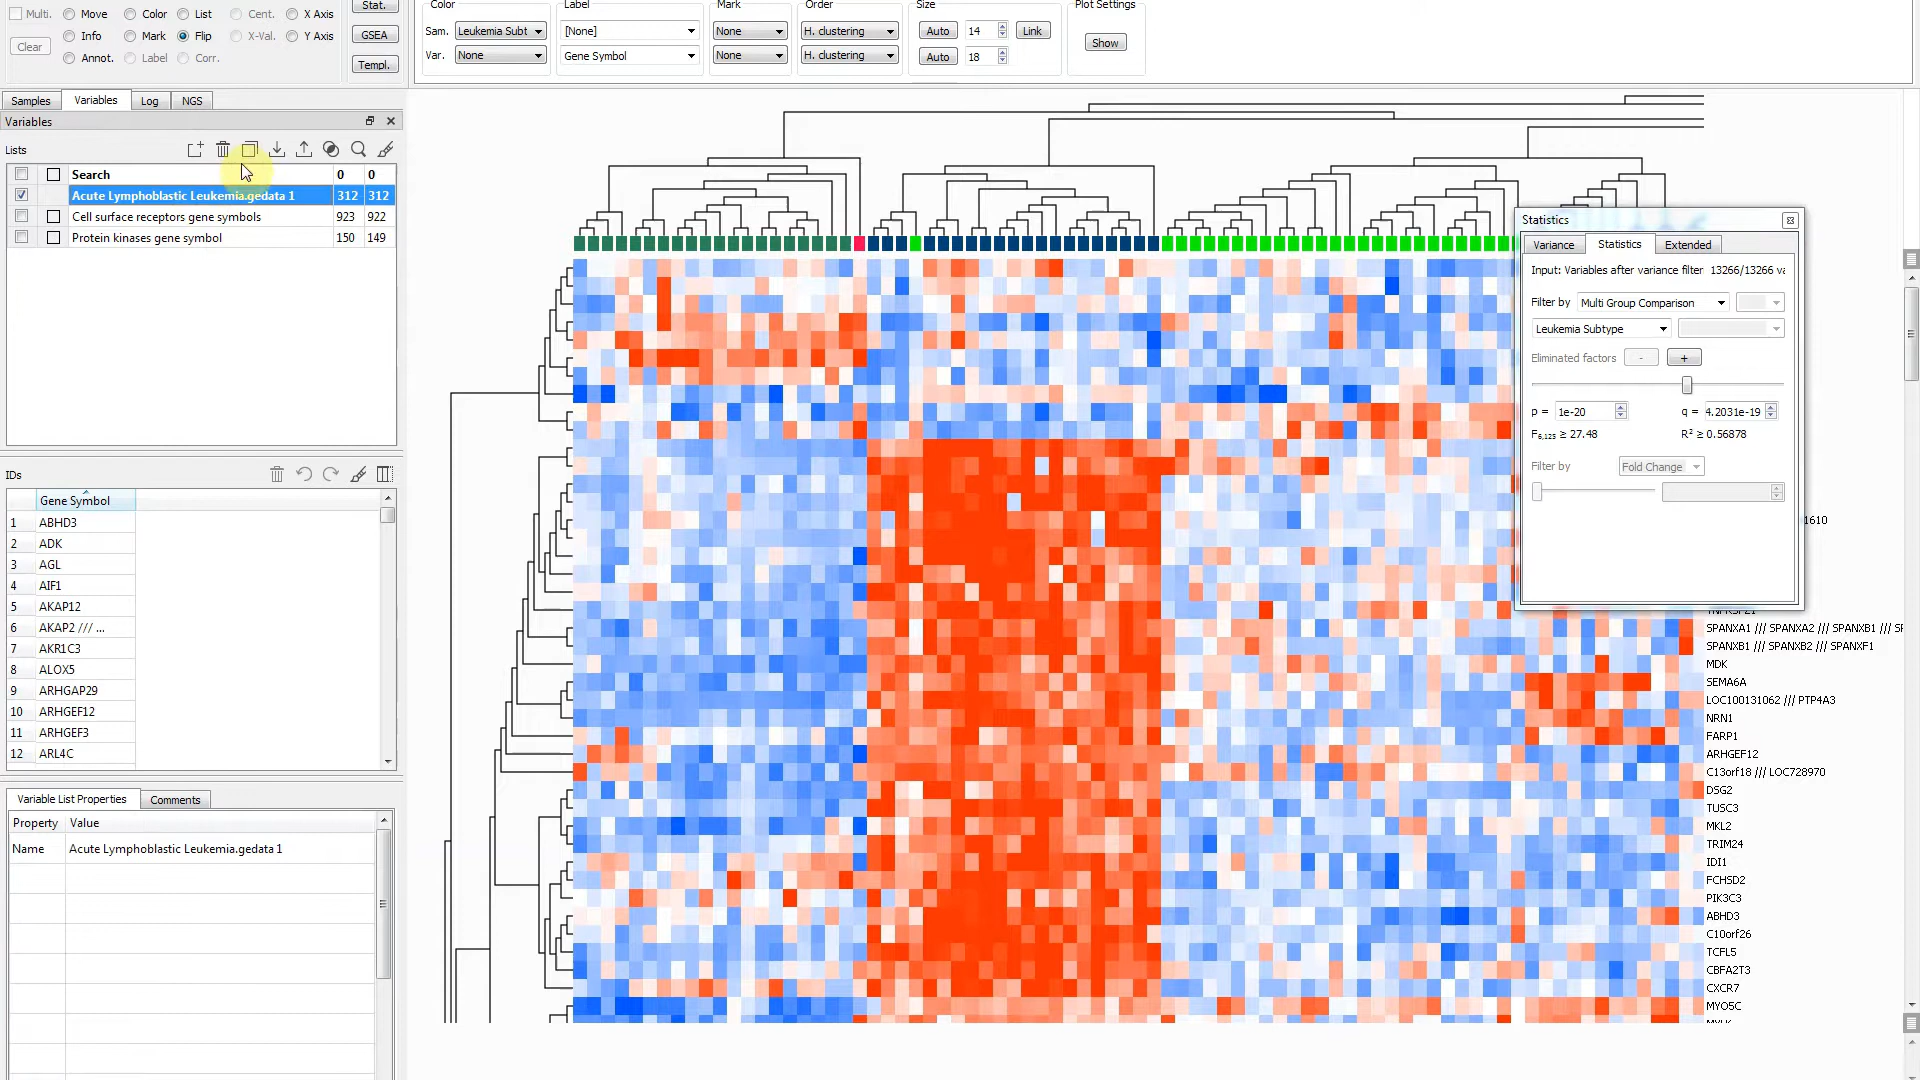 Multi. Move Color List Cent. X Axis Stat.
Info Mark Flip X-Val. Y Axis GSEA
Clear
Annot. Label Corr. Templ.
Color Label Mark Order Size Plot Settings
Sam. Leukemia Subt [None] None H. clustering Auto 14 Link
Show
Var. None Gene Symbol None H. clustering Auto 18
Samples Variables Log NGS
Variables
Lists
Search 0 0
Acute Lymphoblastic Leukemia.gedata 1 312 312
Cell surface receptors gene symbols 923 922
Protein kinases gene symbol 150 149
IDs
Gene Symbol
1 ABHD3
2 ADK
3 AGL
4 AIF1
5 AKAP12
6 AKAP2 /// ...
7 AKR1C3
8 ALOX5
9 ARHGAP29
10 ARHGEF12
11 ARHGEF3
12 ARL4C
Variable List Properties Comments
Property Value
Name Acute Lymphoblastic Leukemia.gedata 1
Statistics
Variance Statistics Extended
Input: Variables after variance filter 13266/13266 va
Filter by Multi Group Comparison
Leukemia Subtype
Eliminated factors - +
p = 1e-20 q = 4.2031e-19
F₆,₁₂₅ ≥ 27.48 R² ≥ 0.56878
Filter by Fold Change
1610
SPANXA1 /// SPANXA2 /// SPANXB1 /// SF
SPANXB1 /// SPANXB2 /// SPANXF1
MDK
SEMA6A
LOC100131062 /// PTP4A3
NRN1
FARP1
ARHGEF12
C13orf18 /// LOC728970
DSG2
TUSC3
MKL2
TRIM24
IDI1
FCHSD2
PIK3C3
ABHD3
C10orf26
TCFL5
CBFA2T3
CXCR7
MYO5C